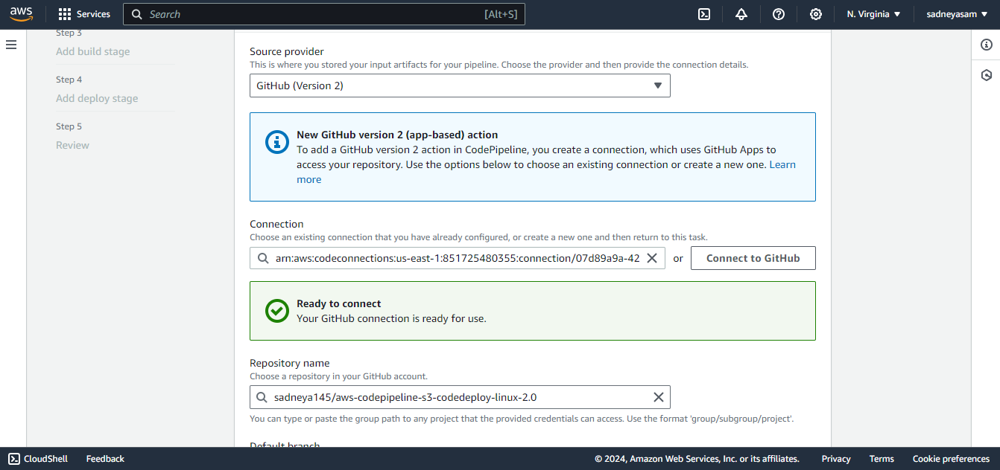 aws
Services
Search
[Alt+S]
N. Virginia
sadneyasam
Step 3
Add build stage
Step 4
Add deploy stage
Step 5
Review
Source provider
This is where you stored your input artifacts for your pipeline. Choose the provider and then provide the connection details.
GitHub (Version 2)
New GitHub version 2 (app-based) action
To add a GitHub version 2 action in CodePipeline, you create a connection, which uses GitHub Apps to
access your repository. Use the options below to choose an existing connection or create a new one. Learn
more
Connection
Choose an existing connection that you have already configured, or create a new one and then return to this task.
arn:aws:codeconnections:us-east-1:851725480355:connection/07d89a9a-42
or
Connect to GitHub
Ready to connect
Your GitHub connection is ready for use.
Repository name
Choose a repository in your GitHub account.
sadneya145/aws-codepipeline-s3-codedeploy-linux-2.0
You can type or paste the group path to any project that the provided credentials can access. Use the format 'group/subgroup/project'.
Default branch
CloudShell
Feedback
© 2024, Amazon Web Services, Inc. or its affiliates.
Privacy
Terms
Cookie preferences